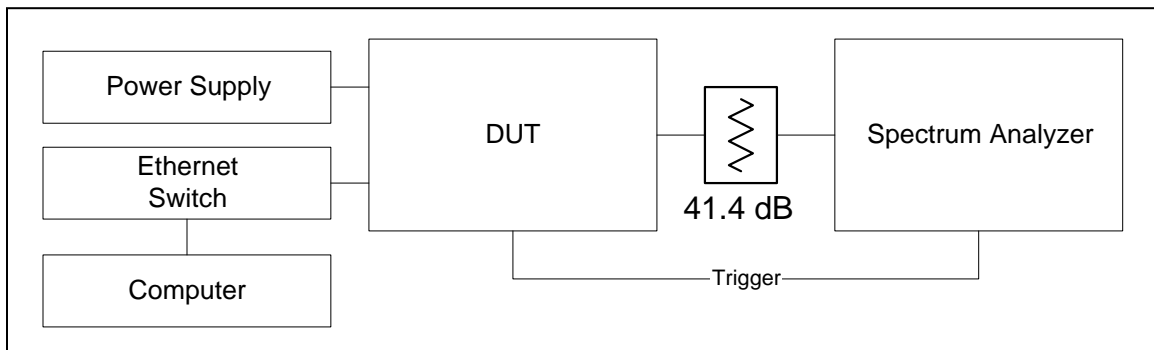 Power Supply
DUT
Spectrum Analyzer
Ethernet
Switch
41.4 dB
Computer
Trigger